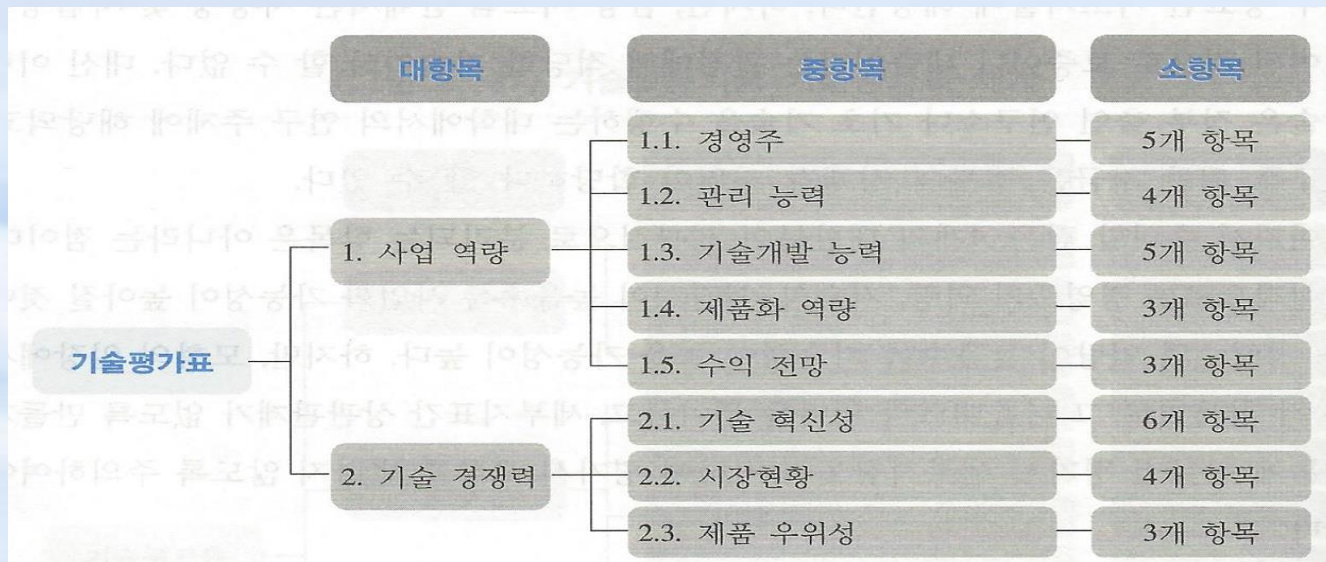 대항목 중항목 소항목
1.1. 경영주 5개 항목
1.2. 관리 능력 4개 항목
1. 사업 역량 1.3. 기술개발 능력 5개 항목
1.4. 제품화 역량 3개 항목
기술평가표
1.5. 수익 전망 3개 항목
2.1. 기술 혁신성 6개 항목
2. 기술 경쟁력 2.2. 시장현황 4개 항목
2.3. 제품 우위성 3개 항목